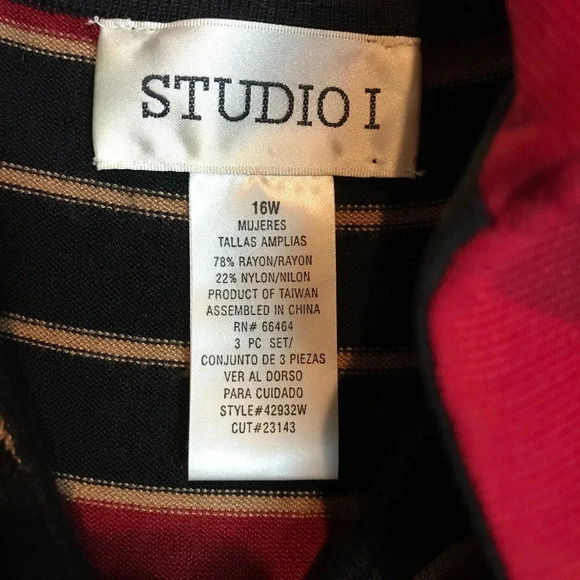 STUDIO I
16W
MUJERES
TALLAS AMPLIAS
78% RAYON/RAYON
22% NYLON/NILON
PRODUCT OF TAIWAN
ASSEMBLED IN CHINA
RN# 66464
3 PC SET/
CONJUNTO DE 3 PIEZAS
VER AL DORSO
PARA CUIDADO
STYLE#42932W
CUT#23143